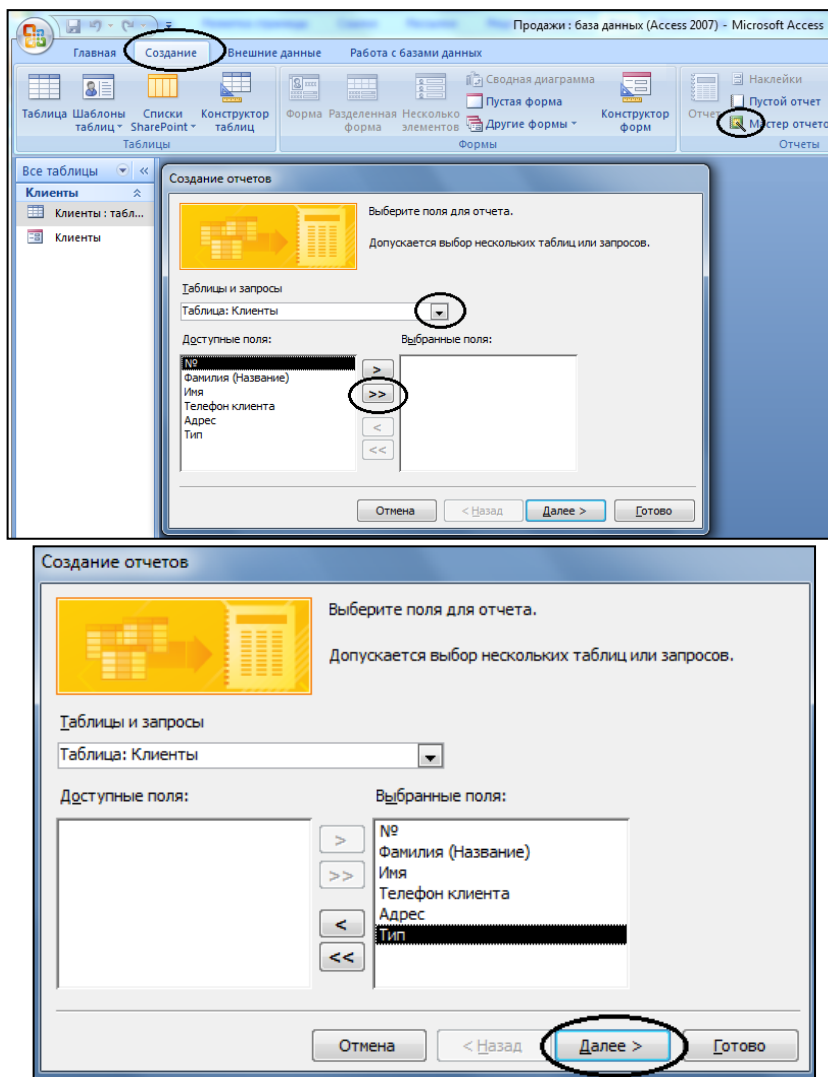 Продажи : база данных (Access 2007) - Microsoft Access
Главная Создание Внешние данные Работа с базами данных
Таблица Шаблоны таблиц Списки SharePoint Конструктор таблиц
Таблицы
Форма Разделенная форма Несколько элементов Сводная диаграмма
Пустая форма
Другие формы
Конструктор форм
Формы
Отчет Наклейки
Пустой отчет
Мастер отчето
Отчеты
Все таблицы «
Клиенты
Клиенты : табл...
Клиенты
Создание отчетов
Выберите поля для отчета.
Допускается выбор нескольких таблиц или запросов.
Таблицы и запросы
Таблица: Клиенты
Доступные поля: Выбранные поля:
№
Фамилия (Название)
Имя
Телефон клиента
Адрес
Тип
>
>>
<
<<
Отмена < Назад Далее > Готово
Создание отчетов
Выберите поля для отчета.
Допускается выбор нескольких таблиц или запросов.
Таблицы и запросы
Таблица: Клиенты
Доступные поля: Выбранные поля:
>
>>
<
<<
№
Фамилия (Название)
Имя
Телефон клиента
Адрес
Тип
Отмена < Назад Далее > Готово